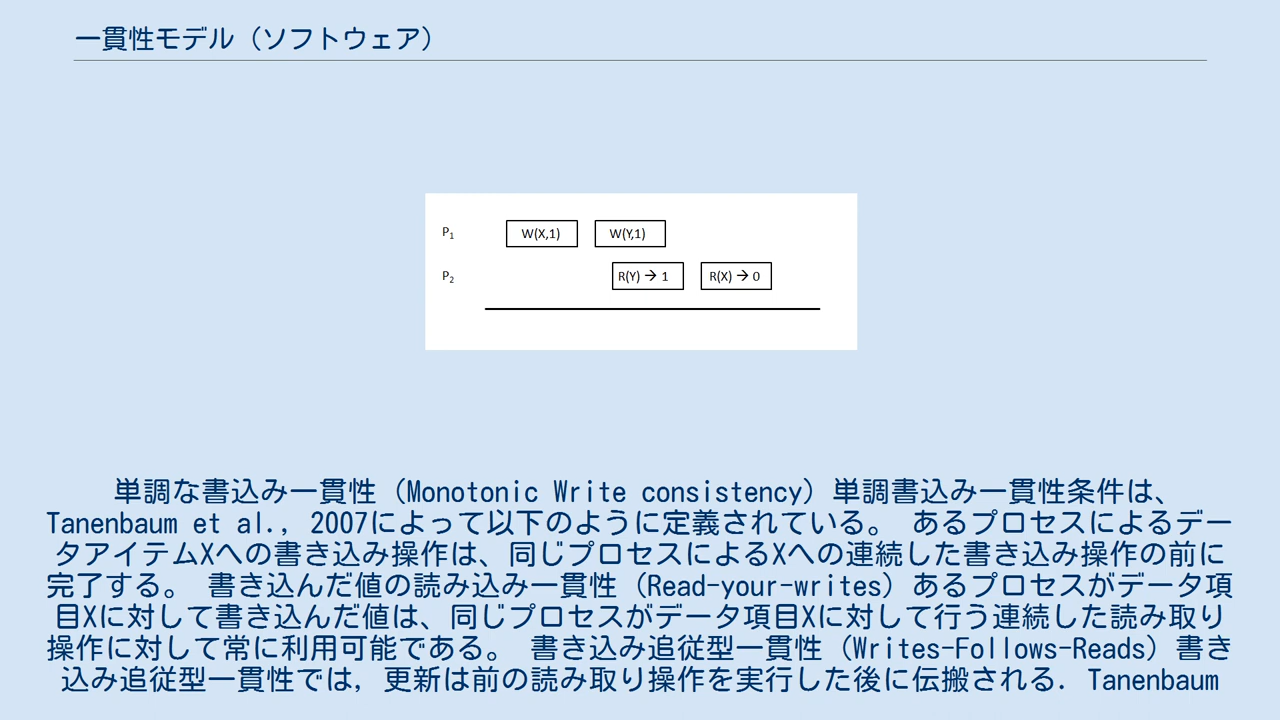 一貫性モデル（ソフトウェア）
P1 W(X,1) W(Y,1)
P2 R(Y)→1 R(X)→0
単調な書込み一貫性（Monotonic Write consistency）単調書込み一貫性条件は、
Tanenbaum et al., 2007によって以下のように定義されている。 あるプロセスによるデー
タアイテムXへの書き込み操作は、同じプロセスによるXへの連続した書き込み操作の前に
完了する。 書き込んだ値の読み込み一貫性（Read-your-writes）あるプロセスがデータ項
目Xに対して書き込んだ値は、同じプロセスがデータ項目Xに対して行う連続した読み取り
操作に対して常に利用可能である。 書き込み追従型一貫性（Writes-Follows-Reads）書き
込み追従型一貫性では, 更新は前の読み取り操作を実行した後に伝搬される. Tanenbaum